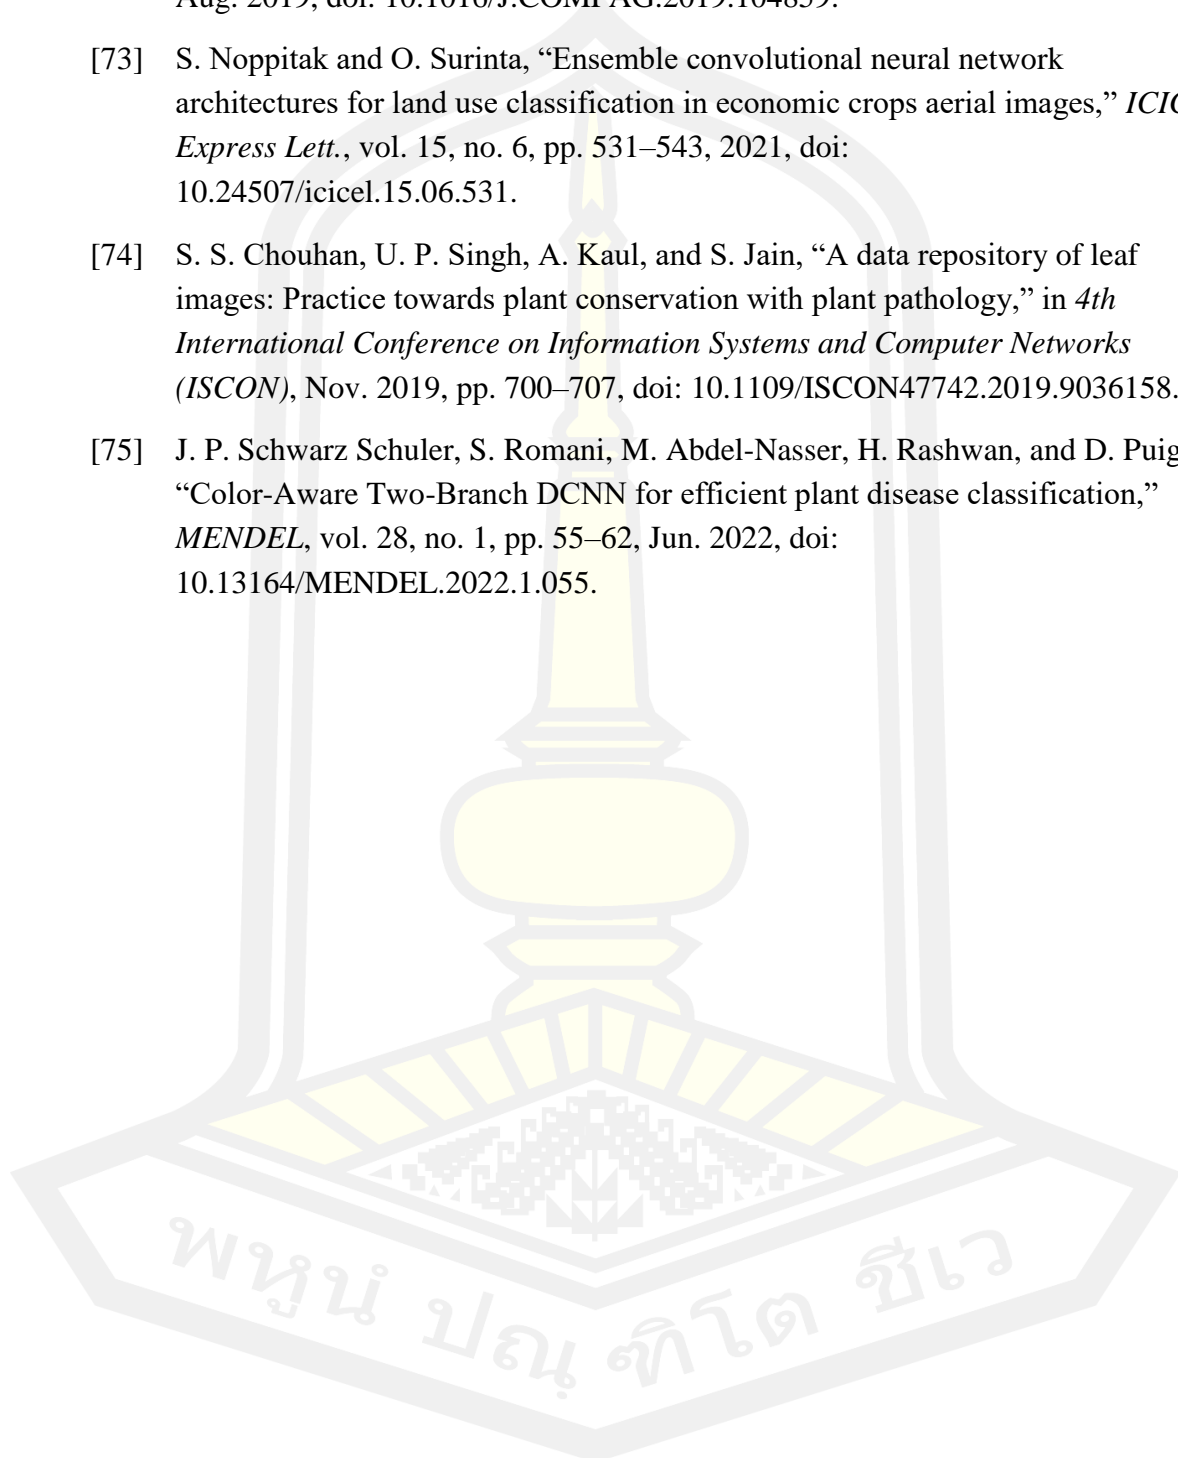 Aug. 2019, doi: 10.1016/J.COMPAG.2019.104859.
[73] S. Noppitak and O. Surinta, “Ensemble convolutional neural network
architectures for land use classification in economic crops aerial images,” ICIC
Express Lett., vol. 15, no. 6, pp. 531–543, 2021, doi:
10.24507/icicel.15.06.531.
[74] S. S. Chouhan, U. P. Singh, A. Kaul, and S. Jain, “A data repository of leaf
images: Practice towards plant conservation with plant pathology,” in 4th
International Conference on Information Systems and Computer Networks
(ISCON), Nov. 2019, pp. 700–707, doi: 10.1109/ISCON47742.2019.9036158.
[75] J. P. Schwarz Schuler, S. Romani, M. Abdel-Nasser, H. Rashwan, and D. Puig
“Color-Aware Two-Branch DCNN for efficient plant disease classification,”
MENDEL, vol. 28, no. 1, pp. 55–62, Jun. 2022, doi:
10.13164/MENDEL.2022.1.055.
พหูนํ ปณฺฑิโต ชีเว